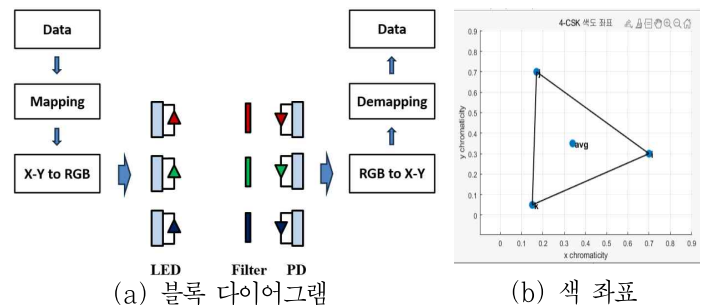 Data
Mapping
X-Y to RGB
LED
Filter
PD
Data
Demapping
RGB to X-Y
(a) 블록 다이어그램
4-CSK 색도 좌표
y chromaticity
0.9
0.8
0.7
0.6
0.5
0.4
0.3
0.2
0.1
0
avg
0 0.1 0.2 0.3 0.4 0.5 0.6 0.7 0.8 0.9
x chromaticity
(b) 색 좌표